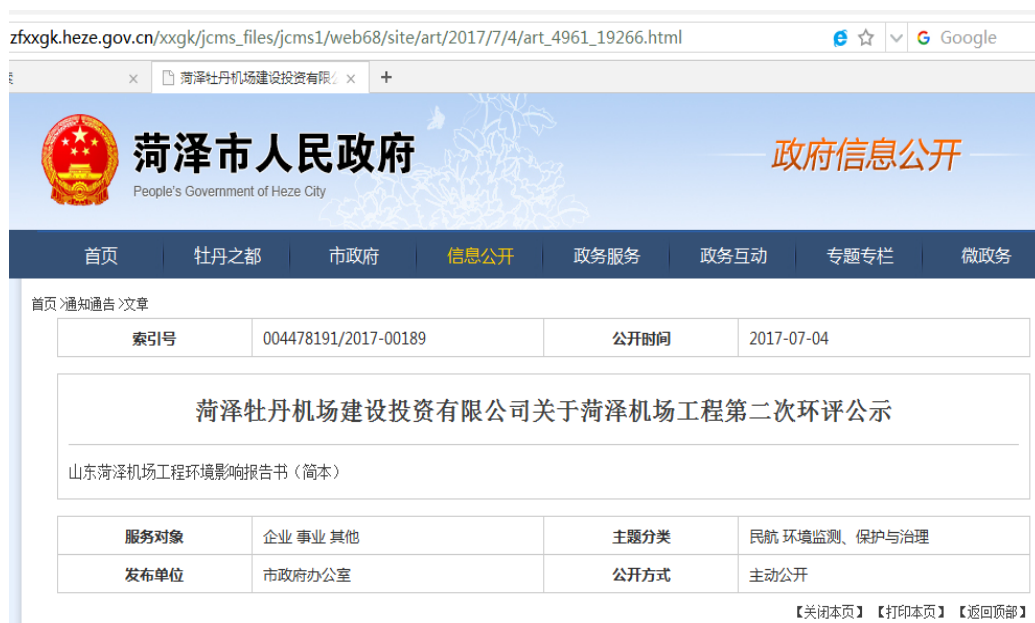 zfxxgk.heze.gov.cn/xxgk/jcms_files/jcms1/web68/site/art/2017/7/4/art_4961_19266.html
Google
菏泽牡丹机场建设投资有限
菏泽市人民政府
People's Government of Heze City
政府信息公开
首页 牡丹之都 市政府 信息公开 政务服务 政务互动 专题专栏 微政务
首页>通知通告>文章
索引号 004478191/2017-00189 公开时间 2017-07-04
菏泽牡丹机场建设投资有限公司关于菏泽机场工程第二次环评公示
山东菏泽机场工程环境影响报告书（简本）
服务对象 企业 事业 其他 主题分类 民航 环境监测、保护与治理
发布单位 市政府办公室 公开方式 主动公开
【关闭本页】 【打印本页】 【返回顶部】